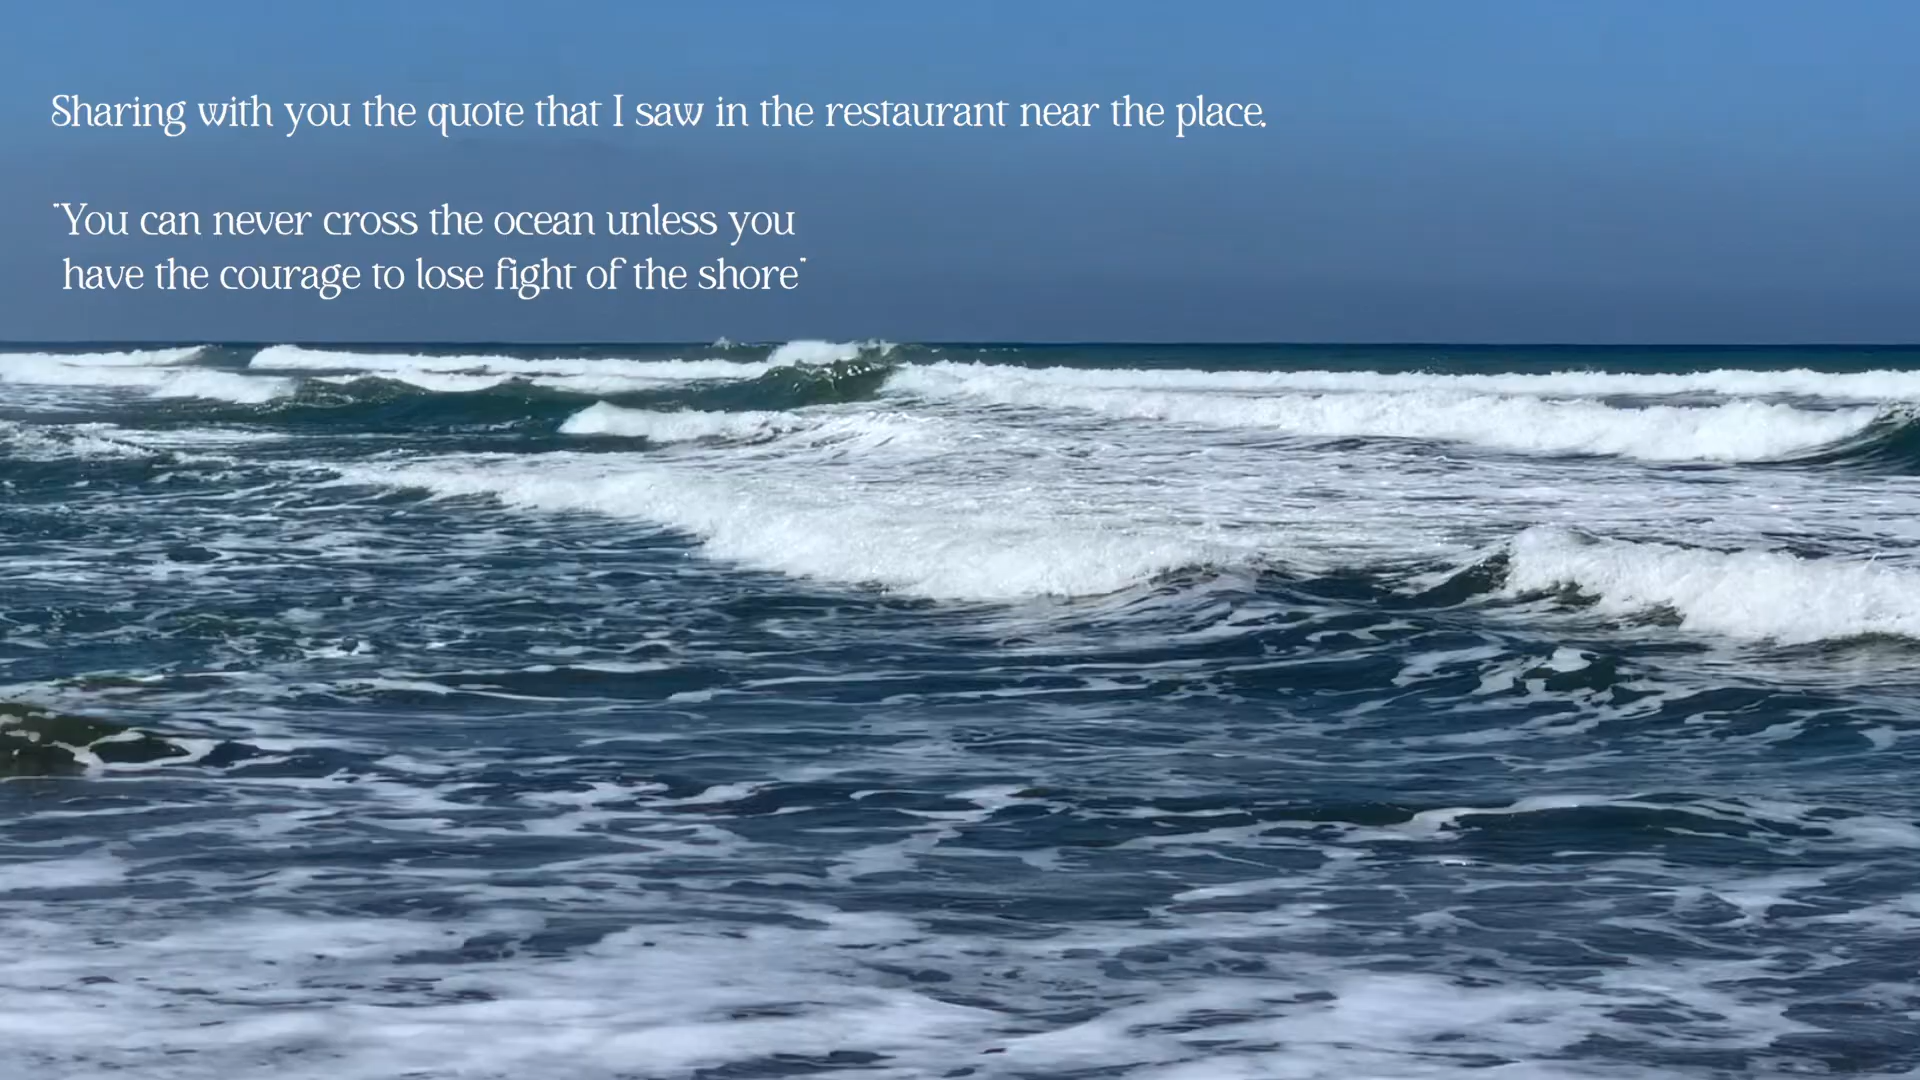 Sharing with you the quote that I saw in the restaurant near the place.
"You can never cross the ocean unless you
have the courage to lose fight of the shore"